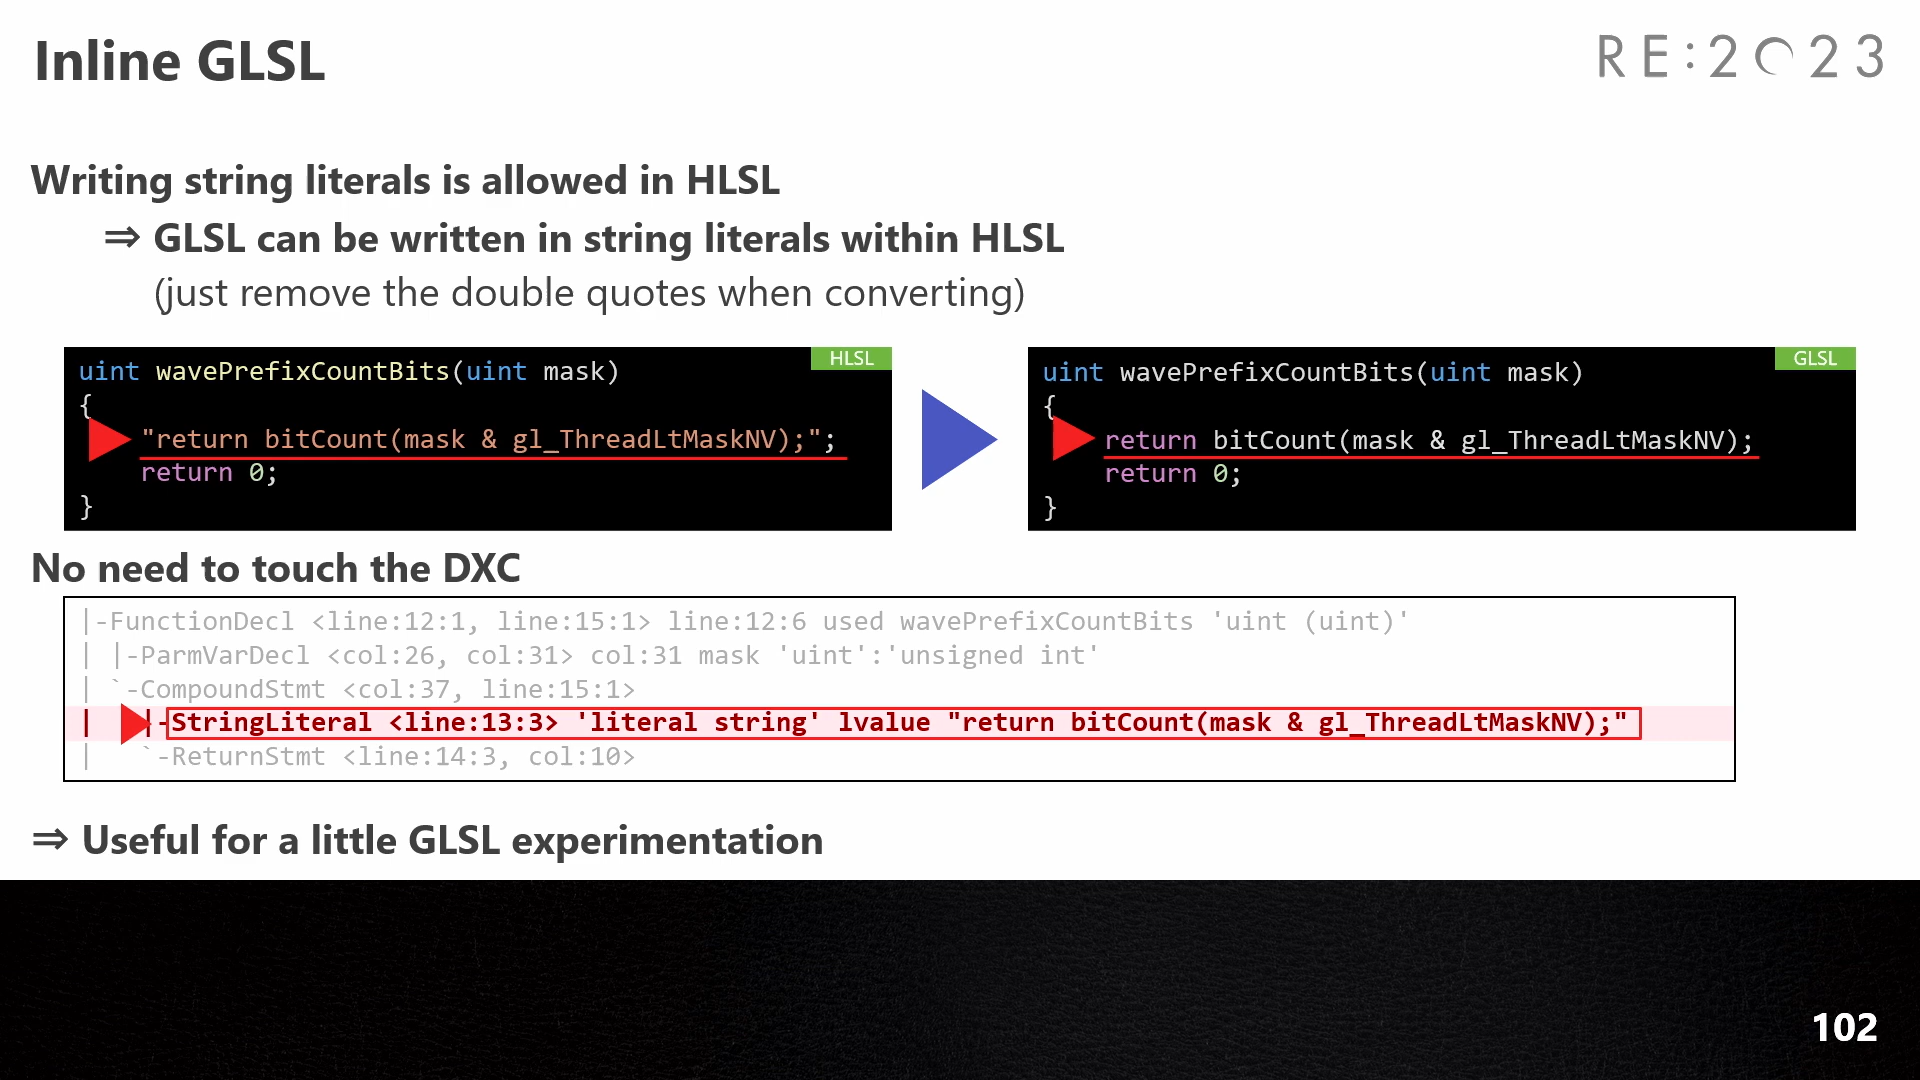 Inline GLSL
RE:2023
Writing string literals is allowed in HLSL
⇒ GLSL can be written in string literals within HLSL
(just remove the double quotes when converting)
HLSL
uint wavePrefixCountBits(uint mask)
{
"return bitCount(mask & gl_ThreadLtMaskNV);";
return 0;
}
GLSL
uint wavePrefixCountBits(uint mask)
{
return bitCount(mask & gl_ThreadLtMaskNV);
return 0;
}
No need to touch the DXC
|-FunctionDecl <line:12:1, line:15:1> line:12:6 used wavePrefixCountBits 'uint (uint)'
| |-ParmVarDecl <col:26, col:31> col:31 mask 'uint':'unsigned int'
| `-CompoundStmt <col:37, line:15:1>
|   |-StringLiteral <line:13:3> 'literal string' lvalue "return bitCount(mask & gl_ThreadLtMaskNV);"
|   `-ReturnStmt <line:14:3, col:10>
⇒ Useful for a little GLSL experimentation
102